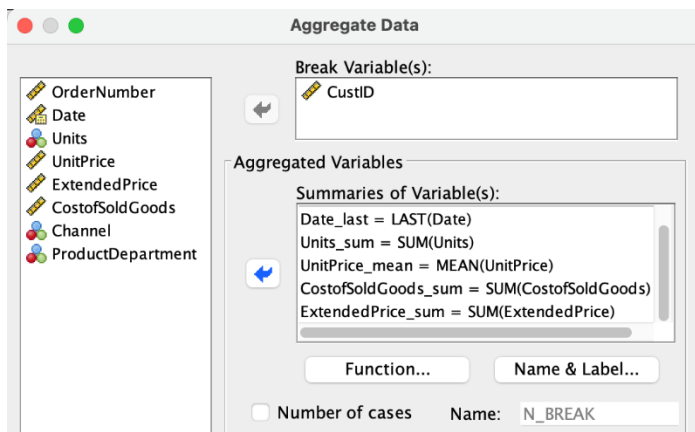 Aggregate Data
OrderNumber
Date
Units
UnitPrice
ExtendedPrice
CostofSoldGoods
Channel
ProductDepartment
Break Variable(s):
CustID
Aggregated Variables
Summaries of Variable(s):
Date_last = LAST(Date)
Units_sum = SUM(Units)
UnitPrice_mean = MEAN(UnitPrice)
CostofSoldGoods_sum = SUM(CostofSoldGoods)
ExtendedPrice_sum = SUM(ExtendedPrice)
Function... Name & Label...
Number of cases Name: N_BREAK